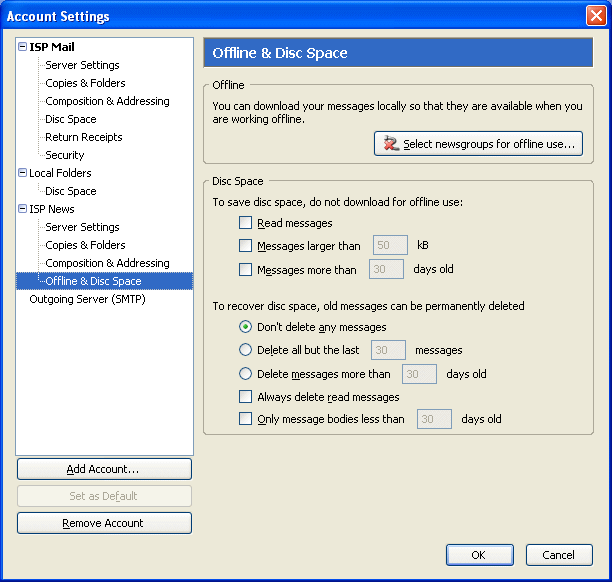 Account Settings
ISP Mail
Server Settings
Copies & Folders
Composition & Addressing
Disc Space
Return Receipts
Security
Local Folders
Disc Space
ISP News
Server Settings
Copies & Folders
Composition & Addressing
Offline & Disc Space
Outgoing Server (SMTP)
Add Account...
Set as Default
Remove Account
Offline & Disc Space
Offline
You can download your messages locally so that they are available when you
are working offline.
Select newsgroups for offline use...
Disc Space
To save disc space, do not download for offline use:
Read messages
Messages larger than 50 kB
Messages more than 30 days old
To recover disc space, old messages can be permanently deleted
Don't delete any messages
Delete all but the last 30 messages
Delete messages more than 30 days old
Always delete read messages
Only message bodies less than 30 days old
OK Cancel